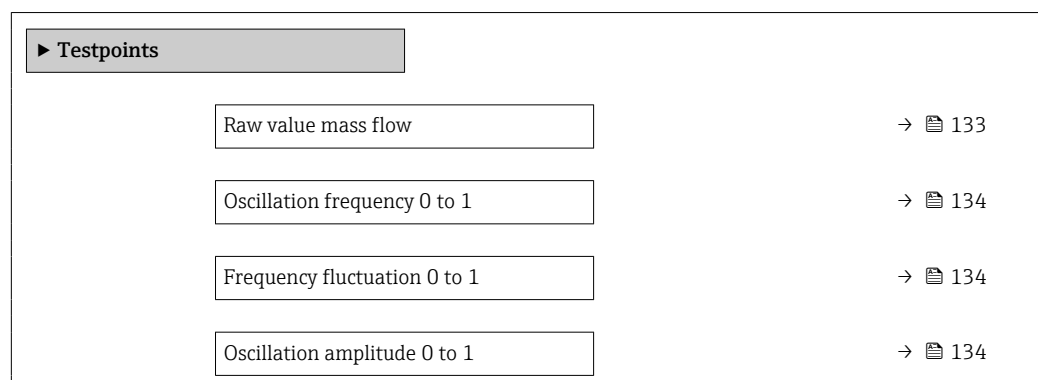 ▶ Testpoints
Raw value mass flow → 133
Oscillation frequency 0 to 1 → 134
Frequency fluctuation 0 to 1 → 134
Oscillation amplitude 0 to 1 → 134